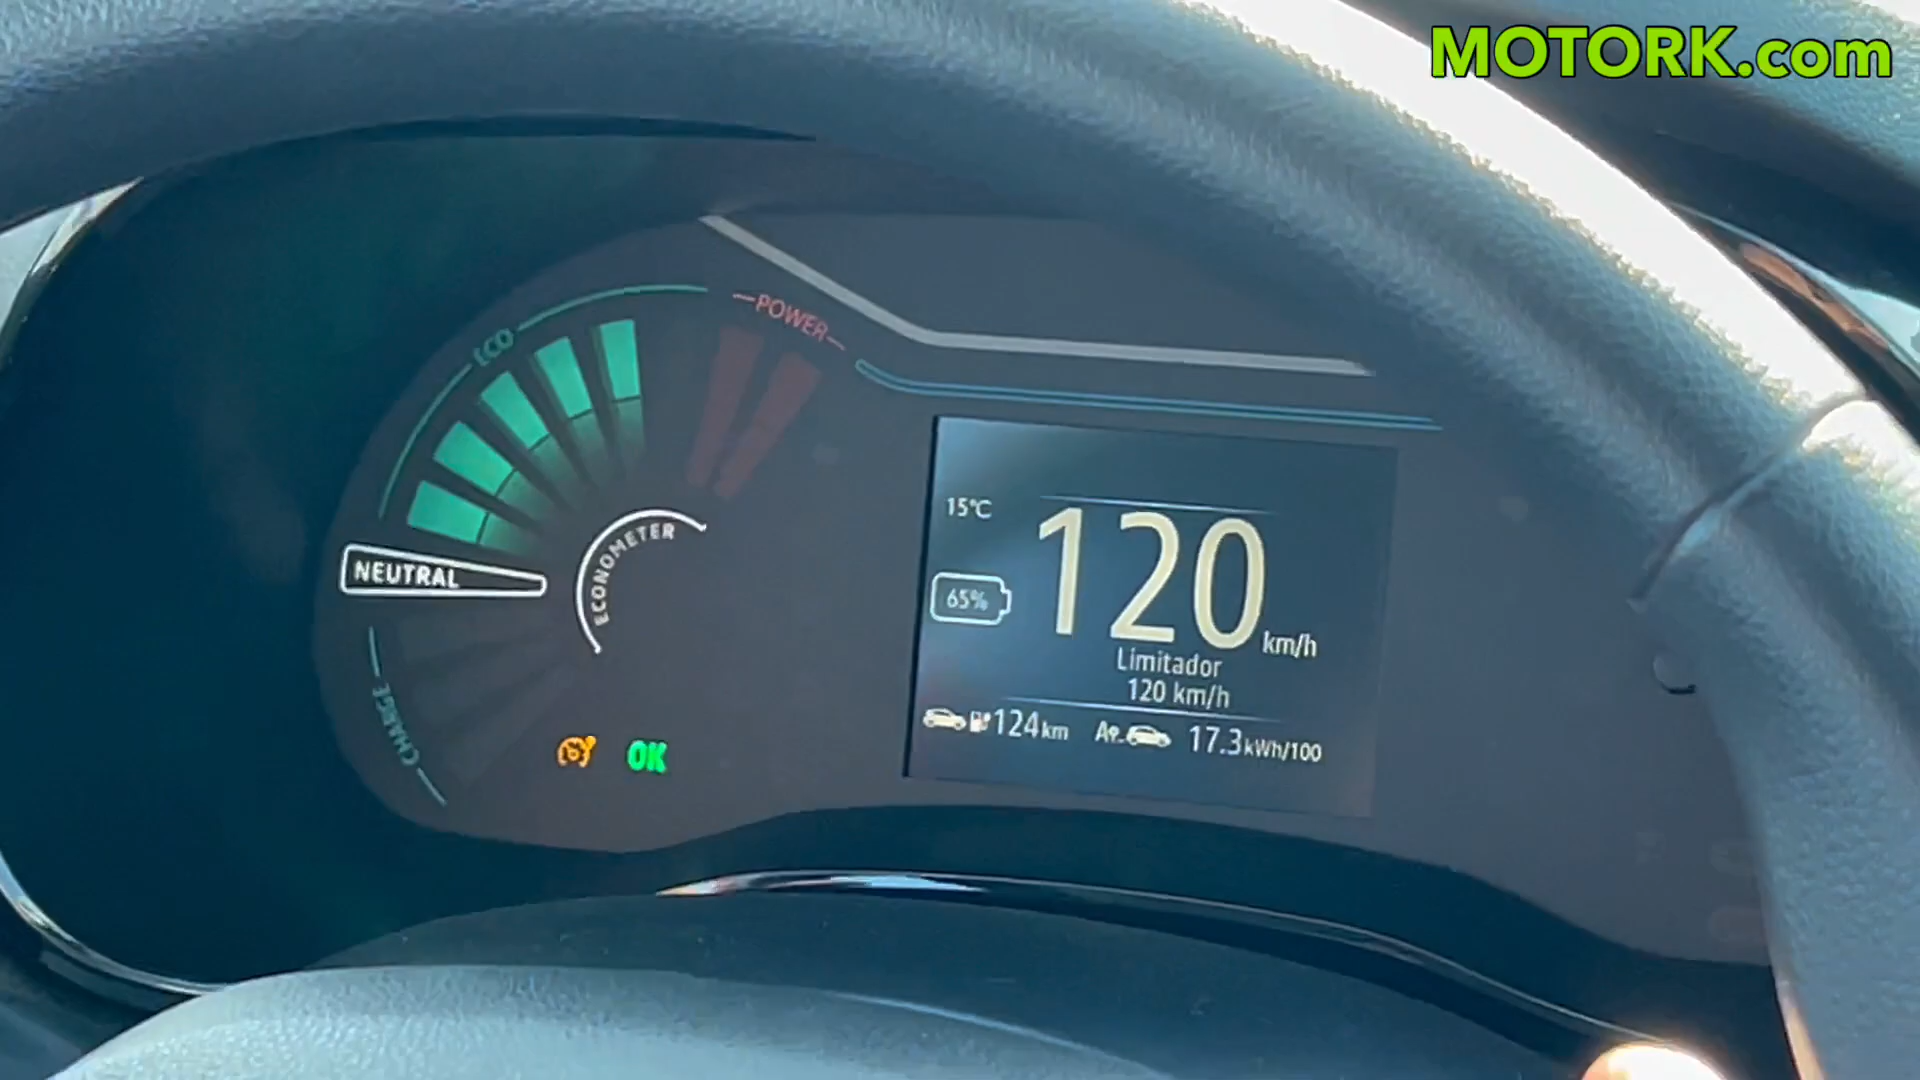 MOTORK.com
POWER
ECO
15°C
120 km/h
ECONOMETER
NEUTRAL
65%
Limitador
120 km/h
CHARGE
124km
17.3kWh/100
OK